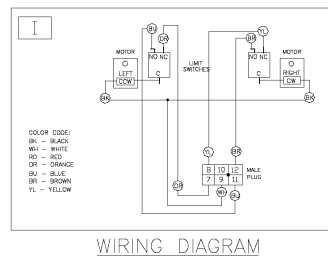 I
BU
OR
YL
BR
MOTOR
NO NC
LIMIT
SWITCHES
NO NC
MOTOR
LEFT
CCW
C
C
RIGHT
CW
BK
BK
COLOR CODE:
BK - BLACK
WH - WHITE
RD - RED
OR - ORANGE
BU - BLUE
BR - BROWN
YL - YELLOW
YL
BR
8 10 12
7 9 11
MALE
PLUG
OR
WH
BU
WIRING DIAGRAM